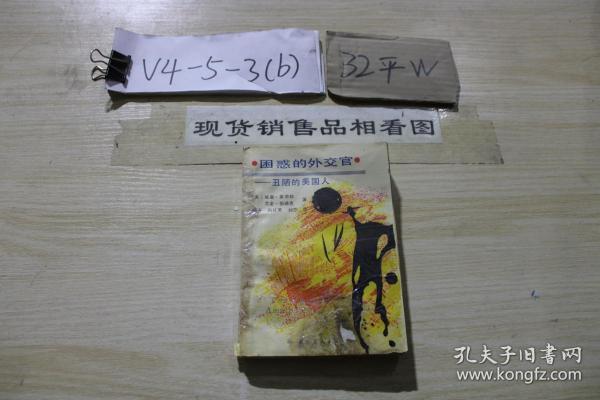 V4-5-3(b)
32平W
现货销售品相看图
困惑的外交官
——丑陋的美国人
孔夫子旧书网
www.kongfz.com